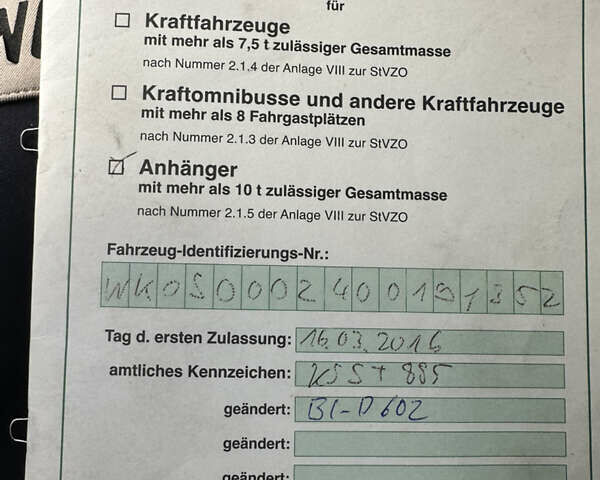 für
☐ Kraftfahrzeuge
mit mehr als 7,5 t zulässiger Gesamtmasse
nach Nummer 2.1.4 der Anlage VIII zur StVZO
☐ Kraftomnibusse und andere Kraftfahrzeuge
mit mehr als 8 Fahrgastplätzen
nach Nummer 2.1.3 der Anlage VIII zur StVZO
☑ Anhänger
mit mehr als 10 t zulässiger Gesamtmasse
nach Nummer 2.1.5 der Anlage VIII zur StVZO
Fahrzeug-Identifizierungs-Nr.:
WK0S0002400191352
Tag d. ersten Zulassung: 16.03.2016
amtliches Kennzeichen: KS ST 885
geändert: BI-D 602
geändert:
geändert: